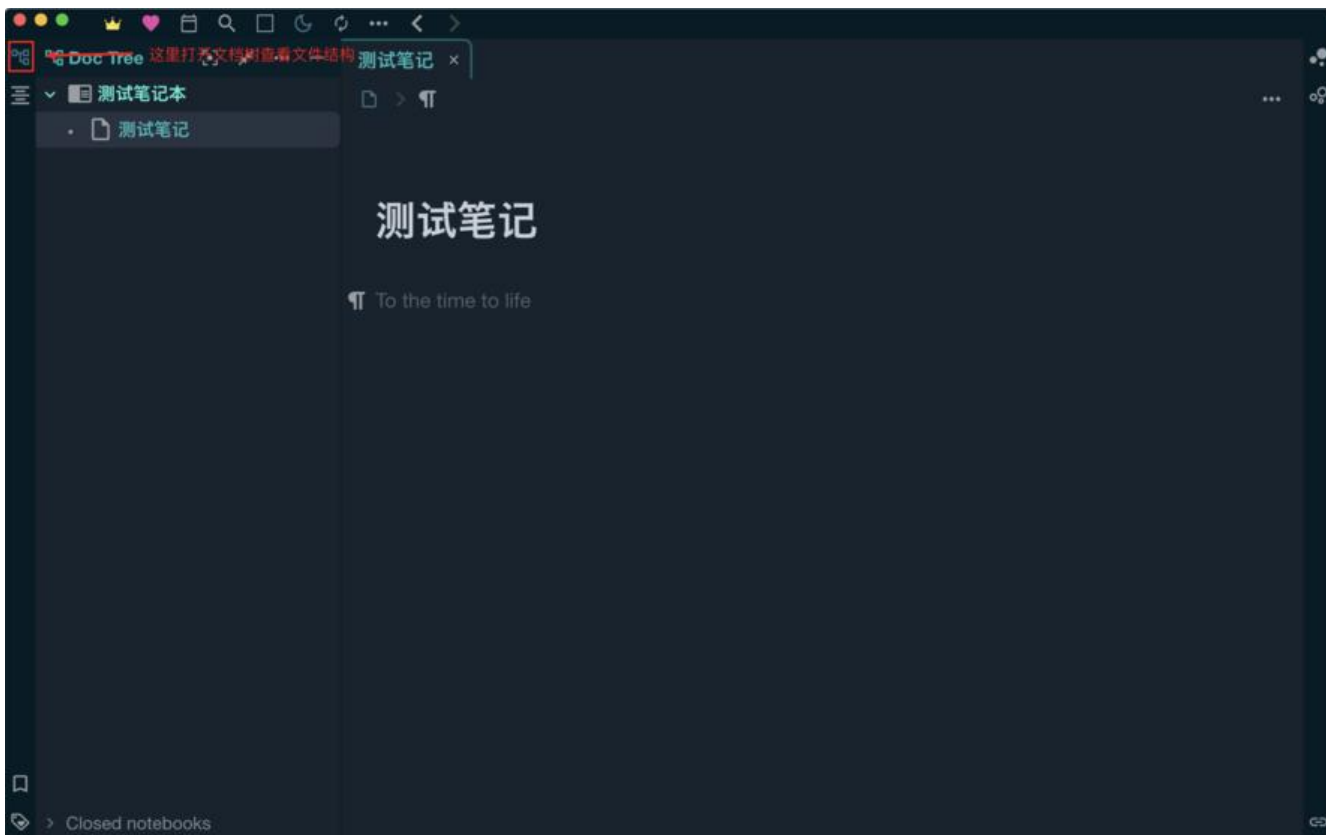 Doc Tree 这里打开文档树查看文件结构
测试笔记 ×
测试笔记本
测试笔记
测试笔记
¶ To the time to life
Closed notebooks